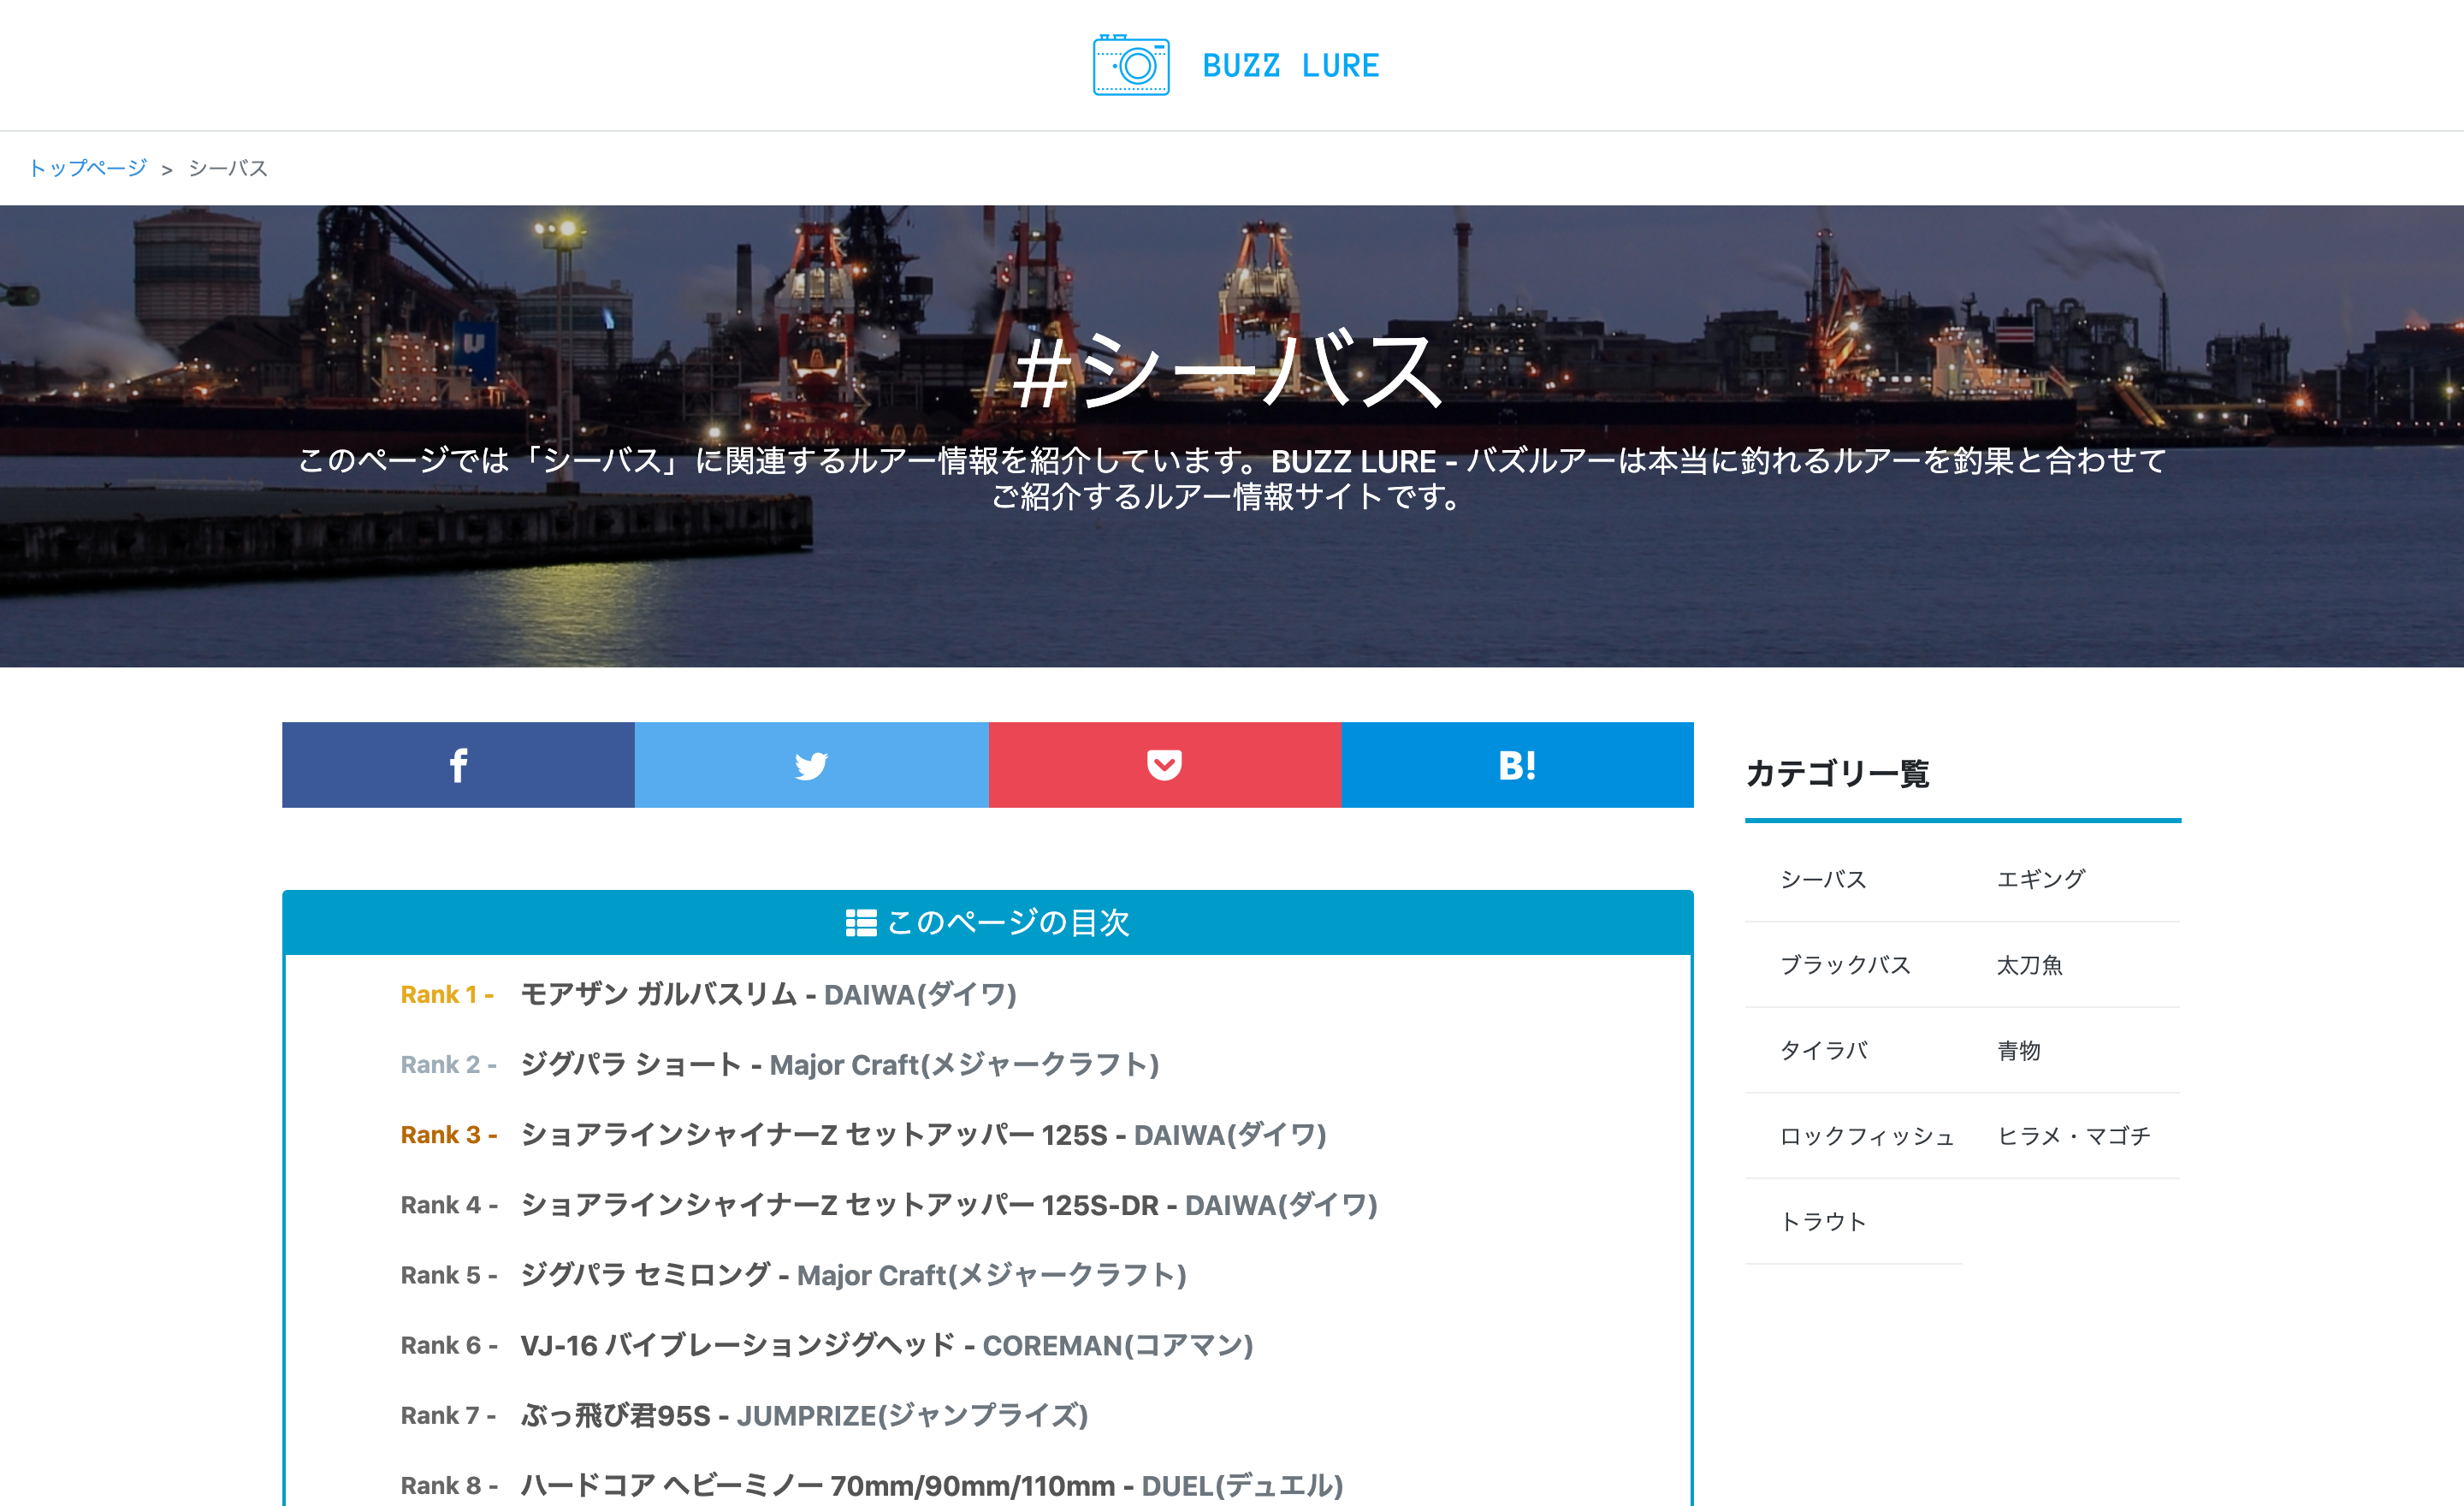 BUZZ LURE
トップページ > シーバス
#シーバス
このページでは「シーバス」に関連するルアー情報を紹介しています。BUZZ LURE - バズルアーは本当に釣れるルアーを釣果と合わせて
ご紹介するルアー情報サイトです。
B!
このページの目次
Rank 1 - モアザン ガルバスリム - DAIWA(ダイワ)
Rank 2 - ジグパラ ショート - Major Craft(メジャークラフト)
Rank 3 - ショアラインシャイナーZ セットアッパー 125S - DAIWA(ダイワ)
Rank 4 - ショアラインシャイナーZ セットアッパー 125S-DR - DAIWA(ダイワ)
Rank 5 - ジグパラ セミロング - Major Craft(メジャークラフト)
Rank 6 - VJ-16 バイブレーションジグヘッド - COREMAN(コアマン)
Rank 7 - ぶっ飛び君95S - JUMPRIZE(ジャンプライズ)
Rank 8 - ハードコア ヘビーミノー 70mm/90mm/110mm - DUEL(デュエル)
カテゴリ一覧
シーバス エギング
ブラックバス 太刀魚
タイラバ 青物
ロックフィッシュ ヒラメ・マゴチ
トラウト